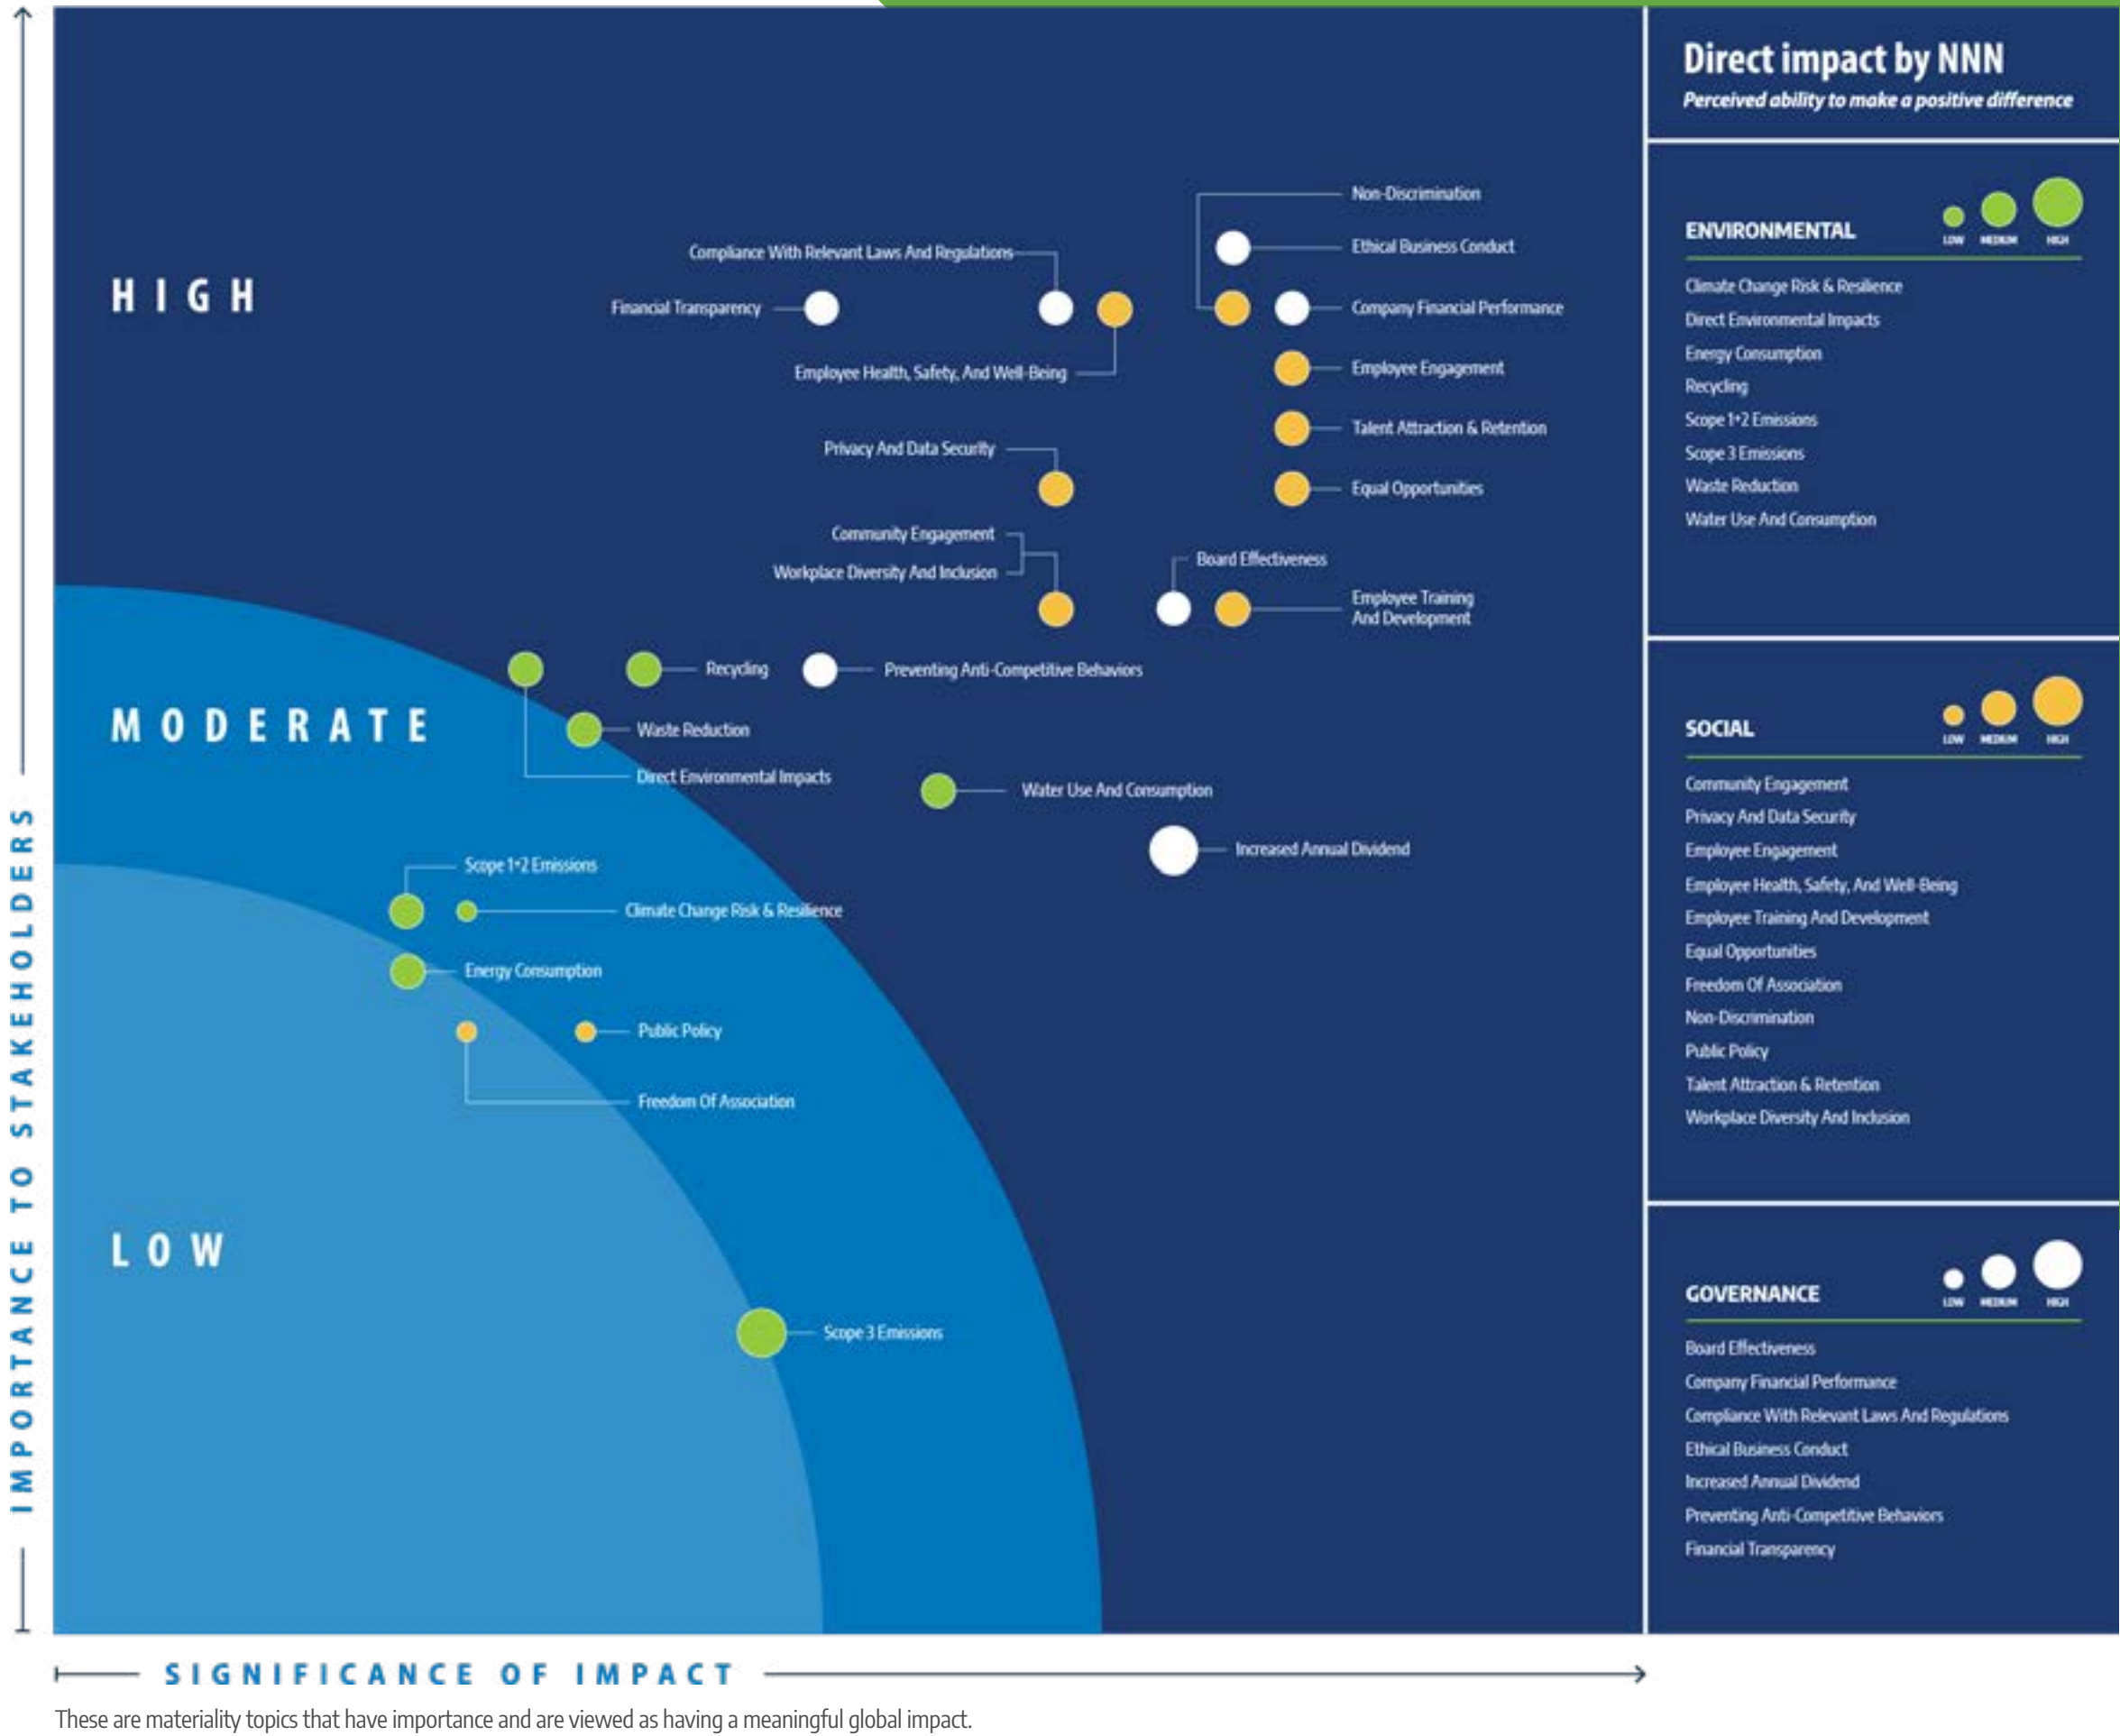 Direct impact by NNN
Perceived ability to make a positive difference
HIGH
MODERATE
LOW
IMPORTANCE TO STAKEHOLDERS
Non-Discrimination
Compliance With Relevant Laws And Regulations
Ethical Business Conduct
Financial Transparency
Company Financial Performance
Employee Health, Safety, And Well-Being
Employee Engagement
Talent Attraction & Retention
Privacy And Data Security
Equal Opportunities
Community Engagement
Workplace Diversity And Inclusion
Board Effectiveness
Employee Training
And Development
Recycling
Preventing Anti-Competitive Behaviors
Waste Reduction
Direct Environmental Impacts
Water Use And Consumption
Increased Annual Dividend
Scope 1+2 Emissions
Climate Change Risk & Resilience
Energy Consumption
Public Policy
Freedom Of Association
Scope 3 Emissions
ENVIRONMENTAL
LOW MEDIUM HIGH
Climate Change Risk & Resilience
Direct Environmental Impacts
Energy Consumption
Recycling
Scope 1+2 Emissions
Scope 3 Emissions
Waste Reduction
Water Use And Consumption
SOCIAL
LOW MEDIUM HIGH
Community Engagement
Privacy And Data Security
Employee Engagement
Employee Health, Safety, And Well-Being
Employee Training And Development
Equal Opportunities
Freedom Of Association
Non-Discrimination
Public Policy
Talent Attraction & Retention
Workplace Diversity And Inclusion
GOVERNANCE
LOW MEDIUM HIGH
Board Effectiveness
Company Financial Performance
Compliance With Relevant Laws And Regulations
Ethical Business Conduct
Increased Annual Dividend
Preventing Anti-Competitive Behaviors
Financial Transparency
SIGNIFICANCE OF IMPACT
These are materiality topics that have importance and are viewed as having a meaningful global impact.